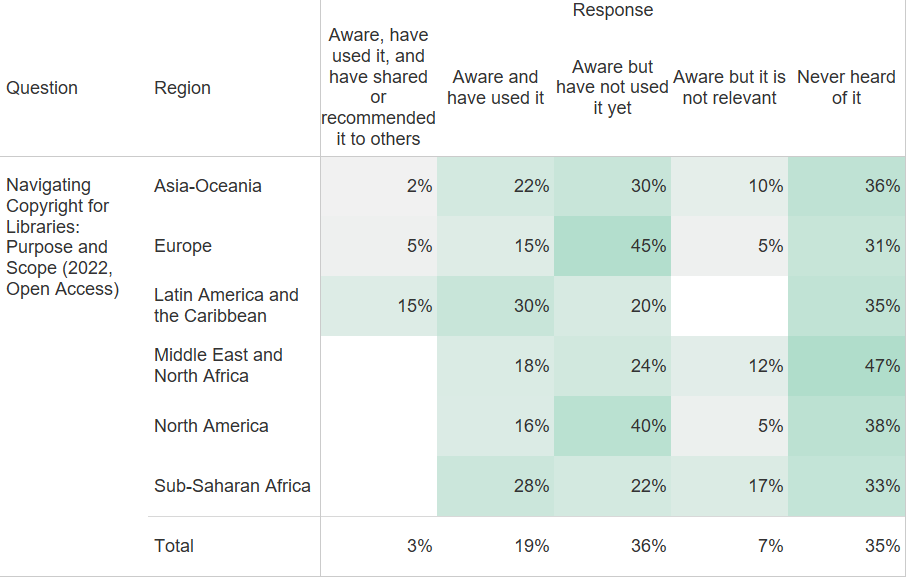 Response
Question
Region
Aware, have
used it, and
have shared
or
recommended
it to others
Aware and
have used it
Aware but
have not used
it yet
Aware but it is
not relevant
Never heard
of it
Navigating
Copyright for
Libraries:
Purpose and
Scope (2022,
Open Access)
Asia-Oceania 2% 22% 30% 10% 36%
Europe 5% 15% 45% 5% 31%
Latin America and
the Caribbean 15% 30% 20% 35%
Middle East and
North Africa 18% 24% 12% 47%
North America 16% 40% 5% 38%
Sub-Saharan Africa 28% 22% 17% 33%
Total 3% 19% 36% 7% 35%